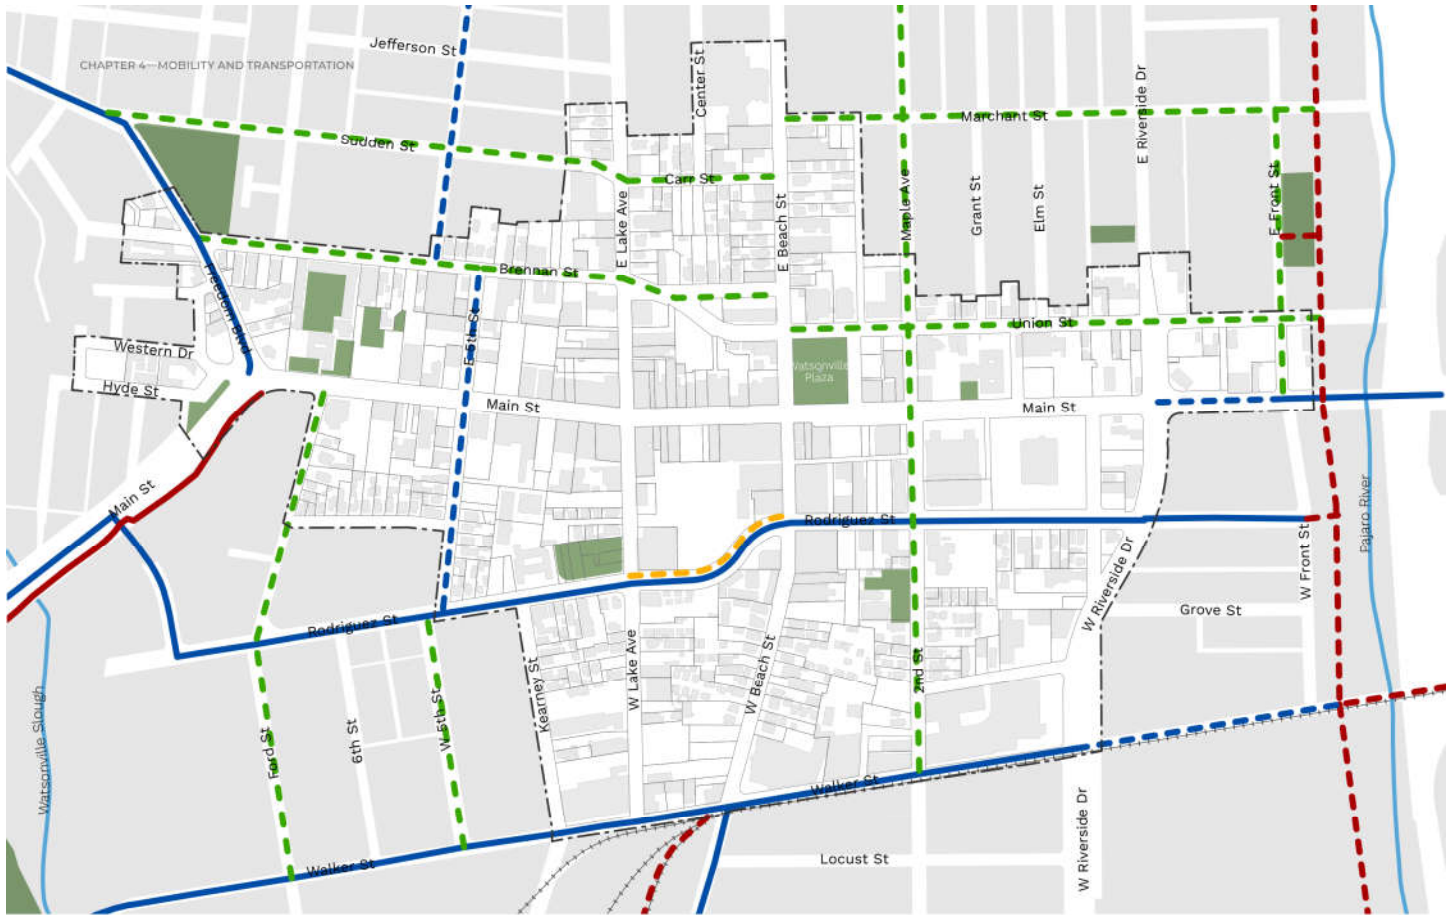 Jefferson St
CHAPTER 4—MOBILITY AND TRANSPORTATION
Center St
E Riverside Dr
Marchant St
Sudden St
Carr St
E Lake Ave
E Beach St
Maple Ave
Grant St
Elm St
E Front St
Brennan St
Freedom Blvd
E 5th St
Union St
Western Dr
Hyde St
Watsonville
Plaza
Main St
Main St
Main St
Rodriguez St
Pajaro River
W Front St
W Riverside Dr
Grove St
Rodriguez St
Kearney St
W Lake Ave
W Beach St
2nd St
Watsonville Slough
Ford St
6th St
W 5th St
Walker St
Walker St
Locust St
W Riverside Dr